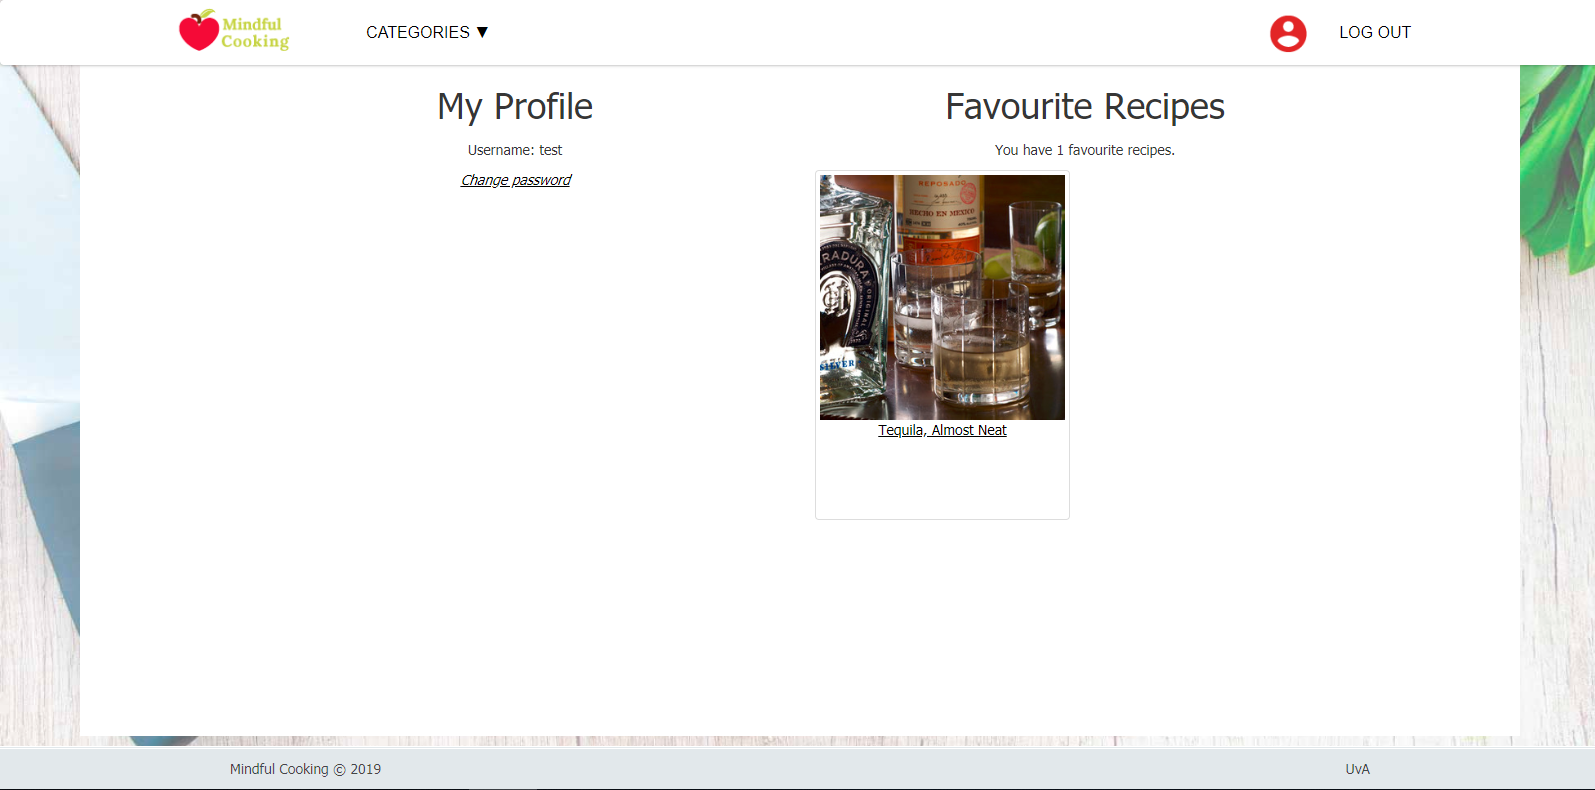 Mindful
Cooking
CATEGORIES ▼
LOG OUT
My Profile
Username: test
Change password
Favourite Recipes
You have 1 favourite recipes.
REPOSADO
HECHO EN MEXICO
RADURA
ORIGINAL
SILVER
Tequila, Almost Neat
Mindful Cooking © 2019
UvA